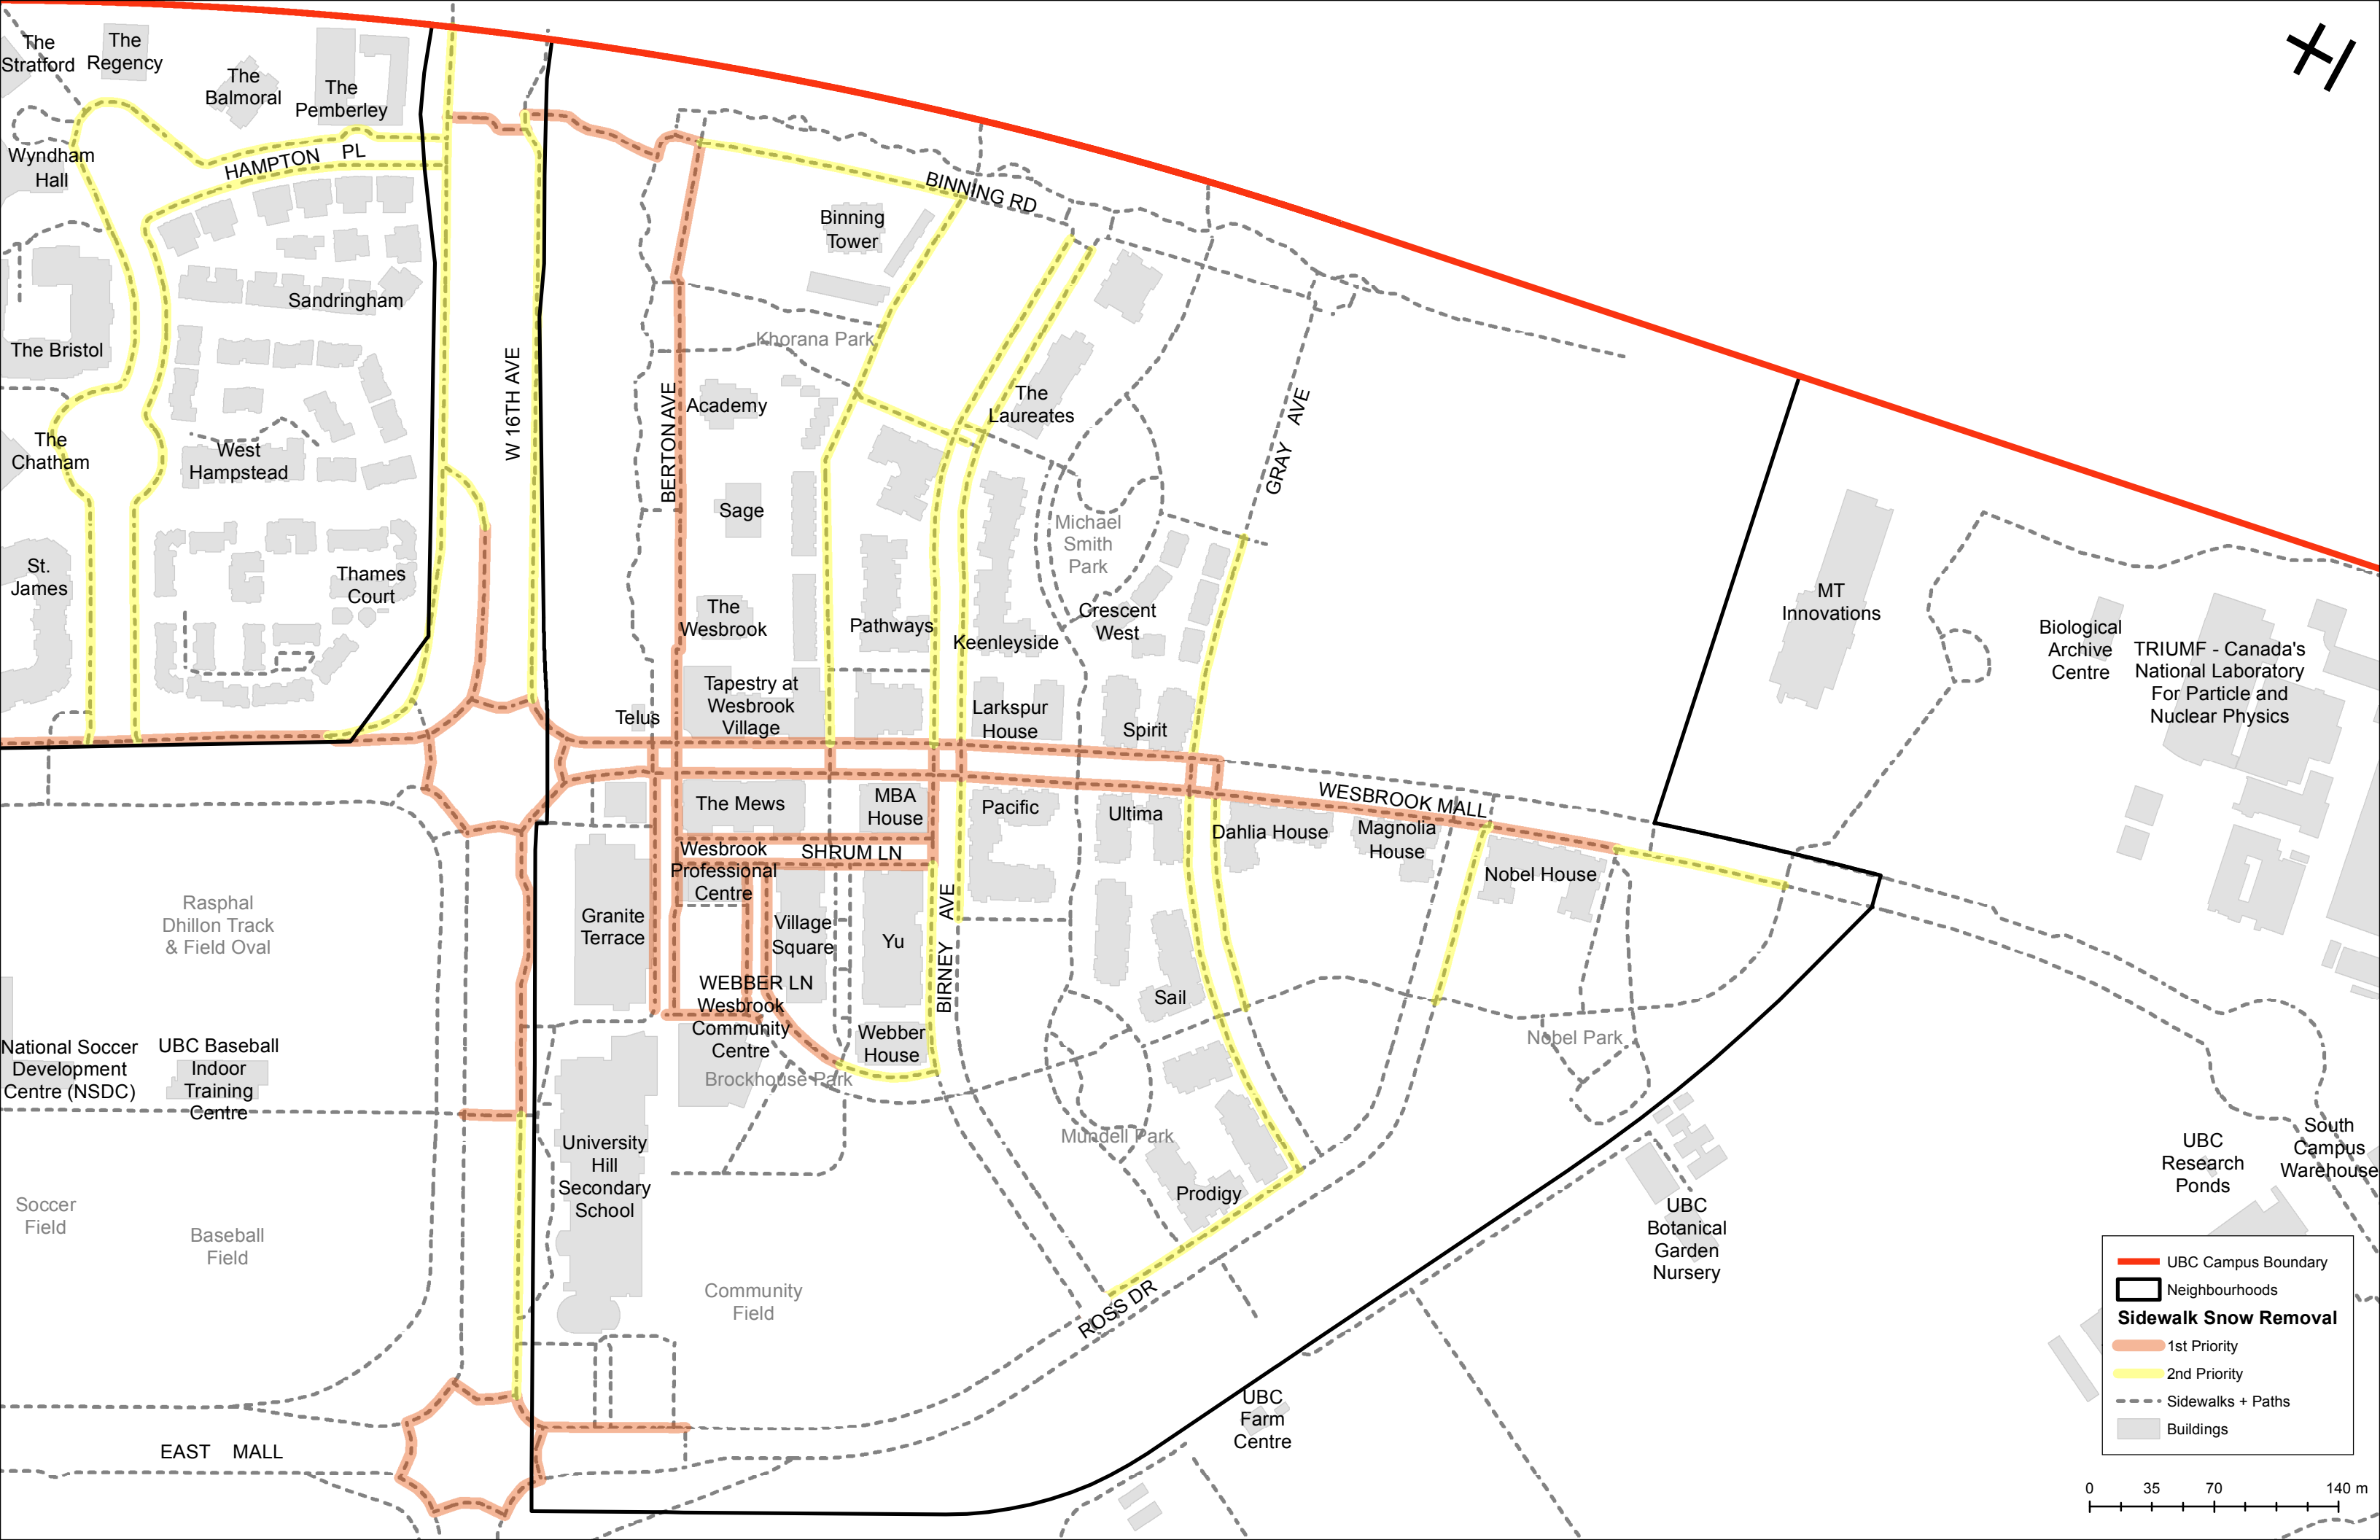 The
Stratford
The
Regency
The
Balmoral
The
Pemberley
Wyndham
Hall
HAMPTON PL
BINNING RD
Binning
Tower
Sandringham
The Bristol
Khorana Park
W 16TH AVE
BERTON AVE
Academy
The
Laureates
GRAY AVE
The
Chatham
West
Hampstead
Sage
Michael
Smith
Park
St.
James
Thames
Court
The
Wesbrook
Pathways
Keenleyside
Crescent
West
MT
Innovations
Biological
Archive
Centre
TRIUMF - Canada's
National Laboratory
For Particle and
Nuclear Physics
Telus
Tapestry at
Wesbrook
Village
Larkspur
House
Spirit
The Mews
MBA
House
Pacific
Ultima
WESBROOK MALL
Dahlia House
Magnolia
House
Nobel House
SHRUM LN
Wesbrook
Professional
Centre
Rasphal
Dhillon Track
& Field Oval
Granite
Terrace
Village
Square
Yu
BIRNEY AVE
WEBBER LN
Wesbrook
Community
Centre
Webber
House
Sail
Nobel Park
National Soccer
Development
Centre (NSDC)
UBC Baseball
Indoor
Training
Centre
Brockhouse Park
University
Hill
Secondary
School
Mundell Park
Prodigy
UBC
Botanical
Garden
Nursery
UBC
Research
Ponds
South
Campus
Warehouse
Soccer
Field
Baseball
Field
Community
Field
ROSS DR
UBC
Farm
Centre
EAST MALL
UBC Campus Boundary
Neighbourhoods
Sidewalk Snow Removal
1st Priority
2nd Priority
Sidewalks + Paths
Buildings
0 35 70 140 m